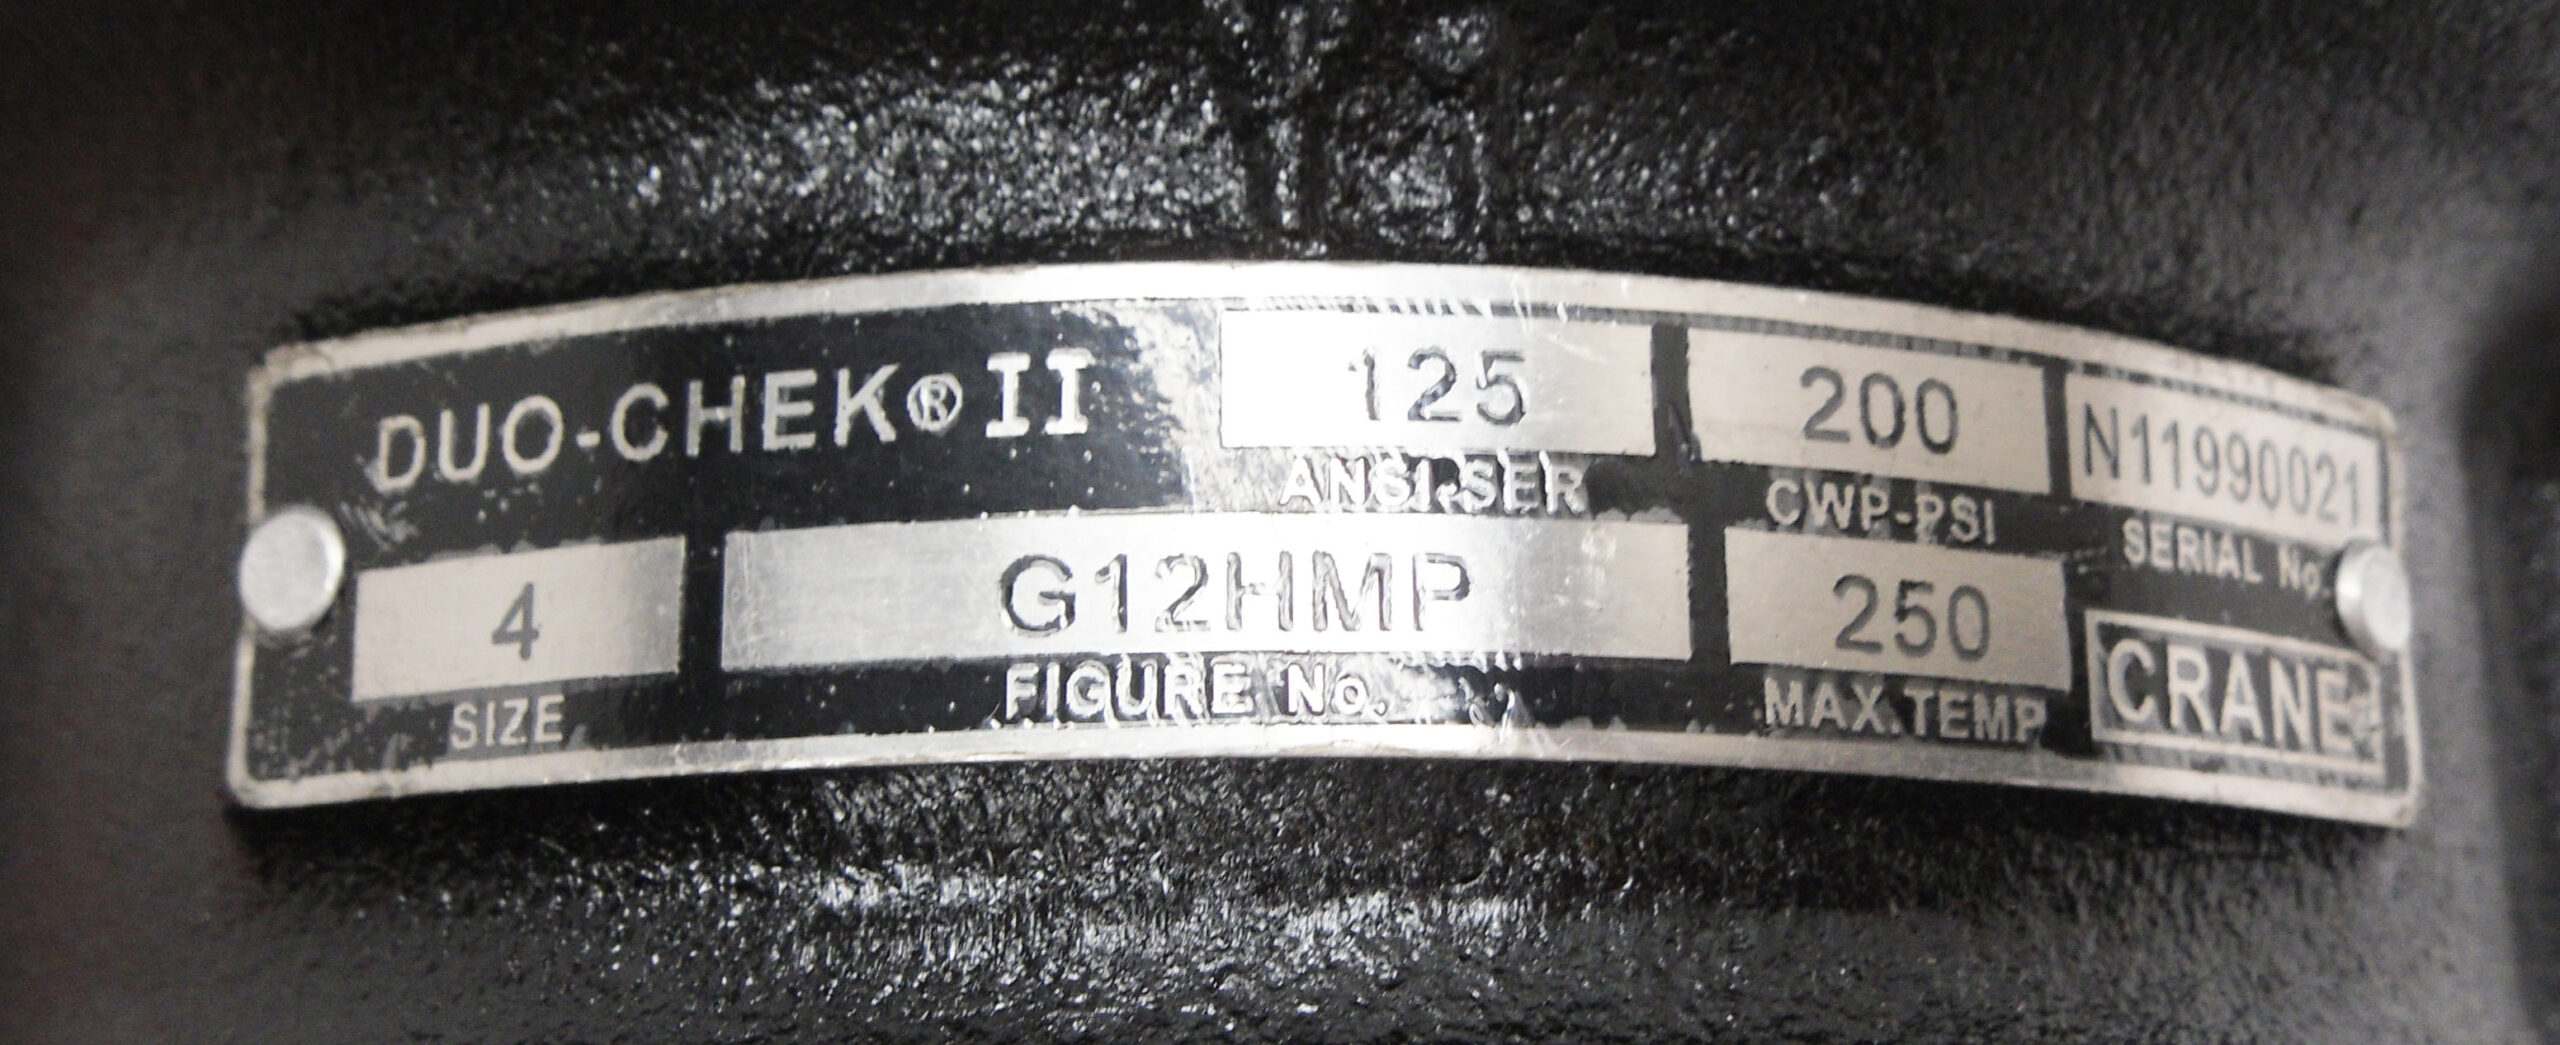 DUO-CHEK® II
125
ANSI-SER
200
CWP-PSI
N11990021
SERIAL No.
4
SIZE
G12HMP
FIGURE No.
250
MAX.TEMP
CRANE